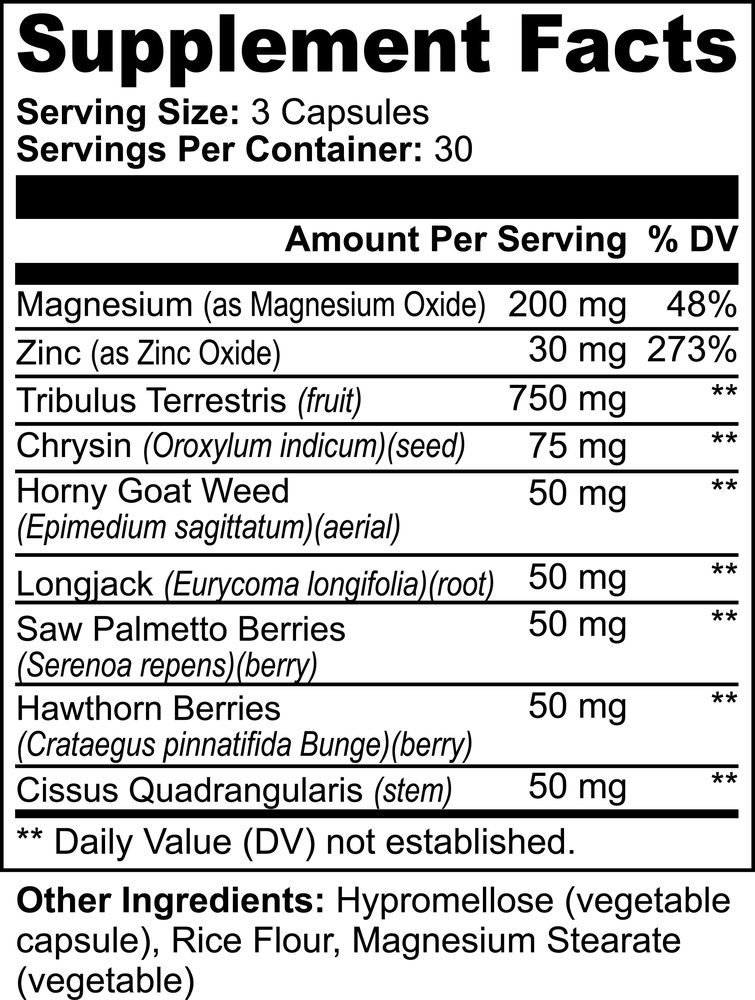 Supplement Facts
Serving Size: 3 Capsules
Servings Per Container: 30
Amount Per Serving % DV
Magnesium (as Magnesium Oxide) 200 mg 48%
Zinc (as Zinc Oxide) 30 mg 273%
Tribulus Terrestris (fruit) 750 mg **
Chrysin (Oroxylum indicum)(seed) 75 mg **
Horny Goat Weed 50 mg **
(Epimedium sagittatum)(aerial)
Longjack (Eurycoma longifolia)(root) 50 mg **
Saw Palmetto Berries 50 mg **
(Serenoa repens)(berry)
Hawthorn Berries 50 mg **
(Crataegus pinnatifida Bunge)(berry)
Cissus Quadrangularis (stem) 50 mg **
** Daily Value (DV) not established.
Other Ingredients: Hypromellose (vegetable
capsule), Rice Flour, Magnesium Stearate
(vegetable)